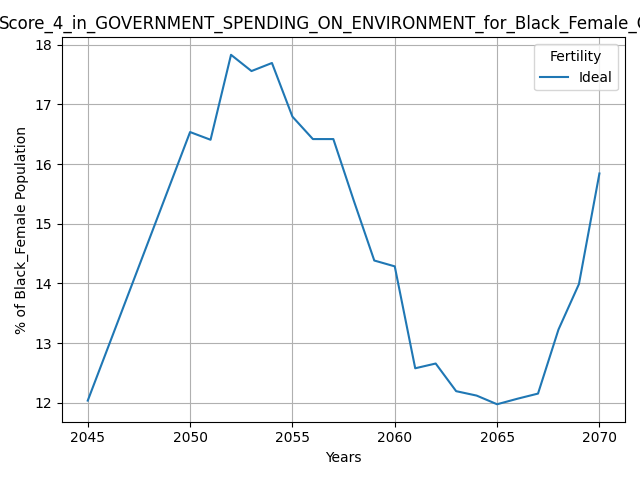 Score_4_in_GOVERNMENT_SPENDING_ON_ENVIRONMENT_for_Black_Female_
18
17
16
15
14
13
12
% of Black_Female Population
Fertility
Ideal
2045 2050 2055 2060 2065 2070
Years